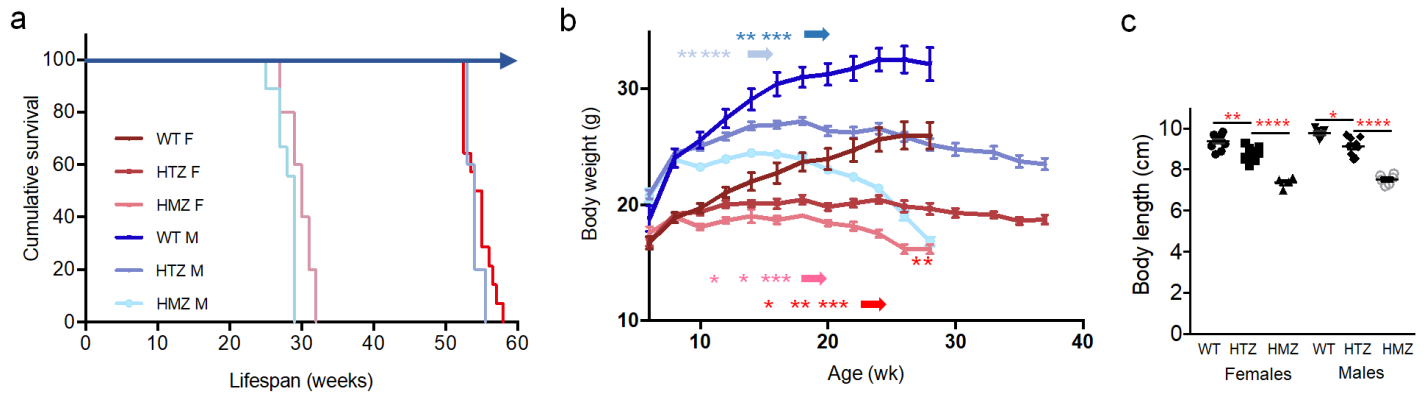 a
100
80
60
40
20
0
Cumulative survival
WT F
HTZ F
HMZ F
WT M
HTZ M
HMZ M
0 10 20 30 40 50 60
Lifespan (weeks)
b
** *** 
** ***
30
20
10
Body weight (g)
**
* * ***
* ** ***
10 20 30 40
Age (wk)
c
** **** * ****
10
8
6
4
2
0
Body length (cm)
WT HTZ HMZ WT HTZ HMZ
Females Males